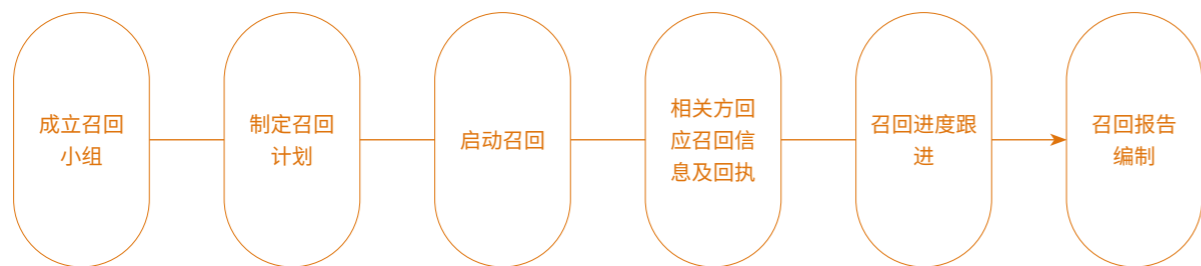 成立召回
小组
制定召回
计划
启动召回
相关方回
应召回信
息及回执
召回进度跟
进
召回报告
编制